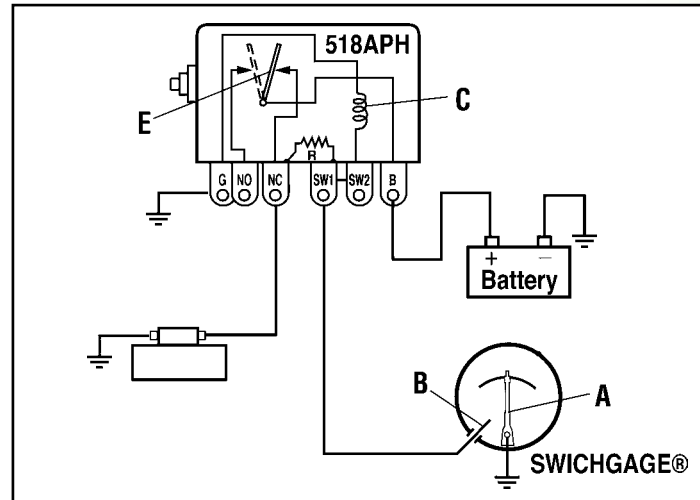 518APH
E
C
R
G NO NC SW1 SW2 B
+ −
Battery
B
A
SWICHGAGE®